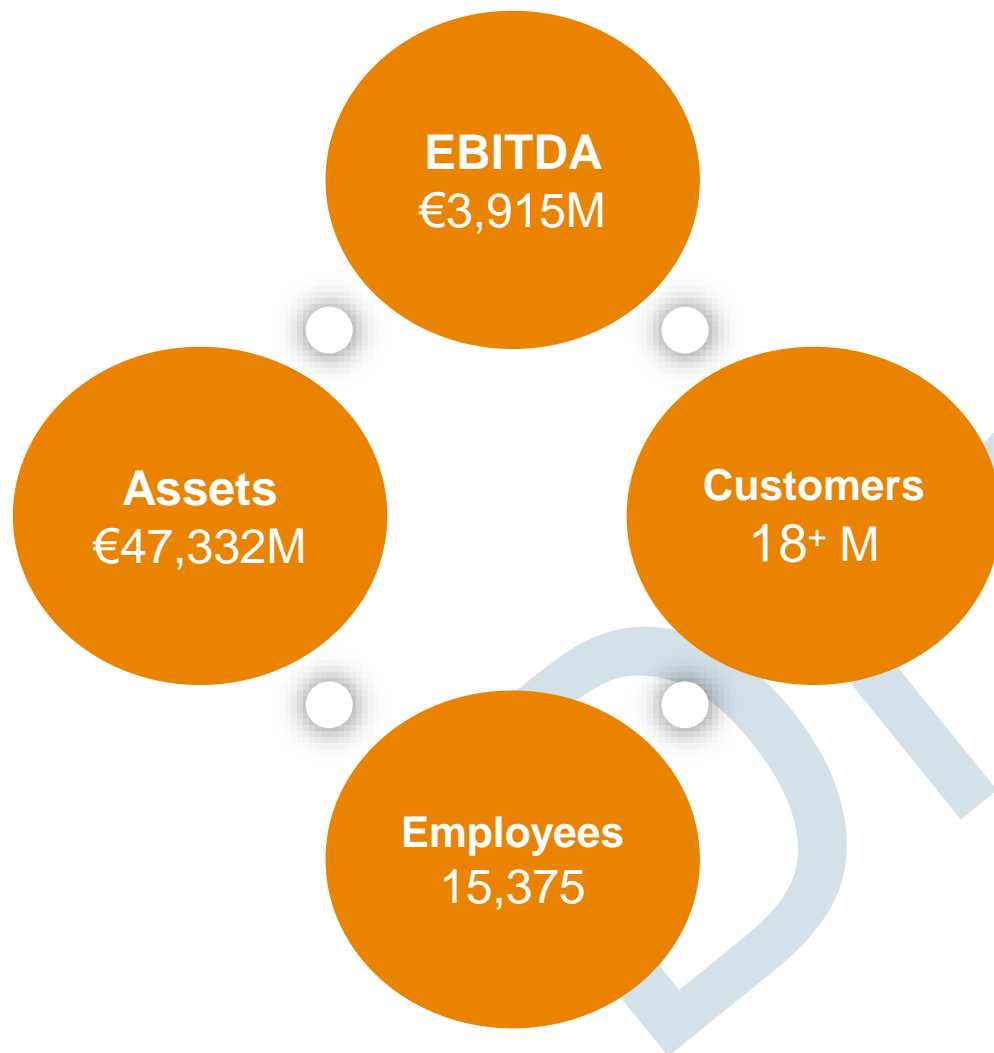 EBITDA
€3,915M
Assets
€47,332M
Customers
18+ M
Employees
15,375